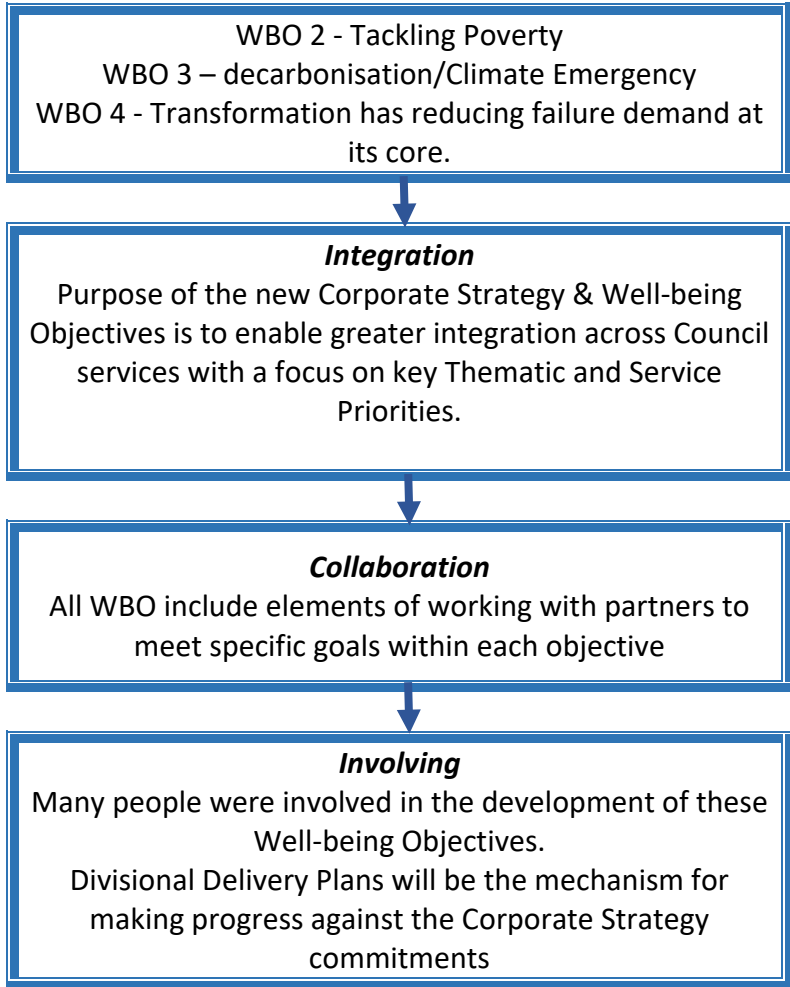 WBO 2 - Tackling Poverty
WBO 3 – decarbonisation/Climate Emergency
WBO 4 - Transformation has reducing failure demand at
its core.
Integration
Purpose of the new Corporate Strategy & Well-being
Objectives is to enable greater integration across Council
services with a focus on key Thematic and Service
Priorities.
Collaboration
All WBO include elements of working with partners to
meet specific goals within each objective
Involving
Many people were involved in the development of these
Well-being Objectives.
Divisional Delivery Plans will be the mechanism for
making progress against the Corporate Strategy
commitments